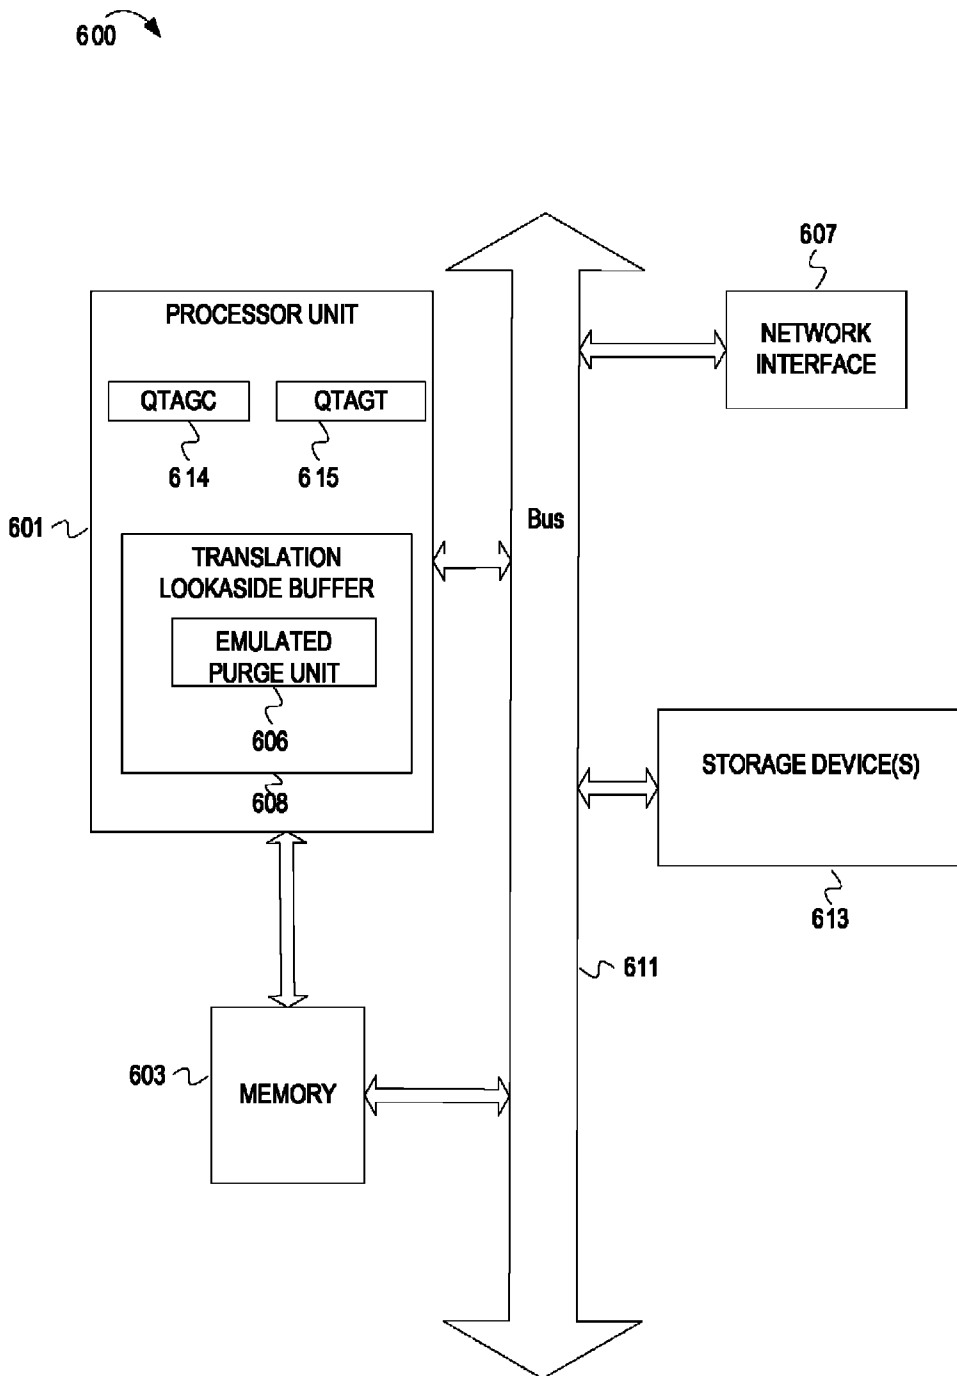 600
607
PROCESSOR UNIT
NETWORK
INTERFACE
QTAGC
QTAGT
614
615
601
Bus
TRANSLATION
LOOKASIDE BUFFER
EMULATED
PURGE UNIT
606
608
STORAGE DEVICE(S)
613
611
603
MEMORY